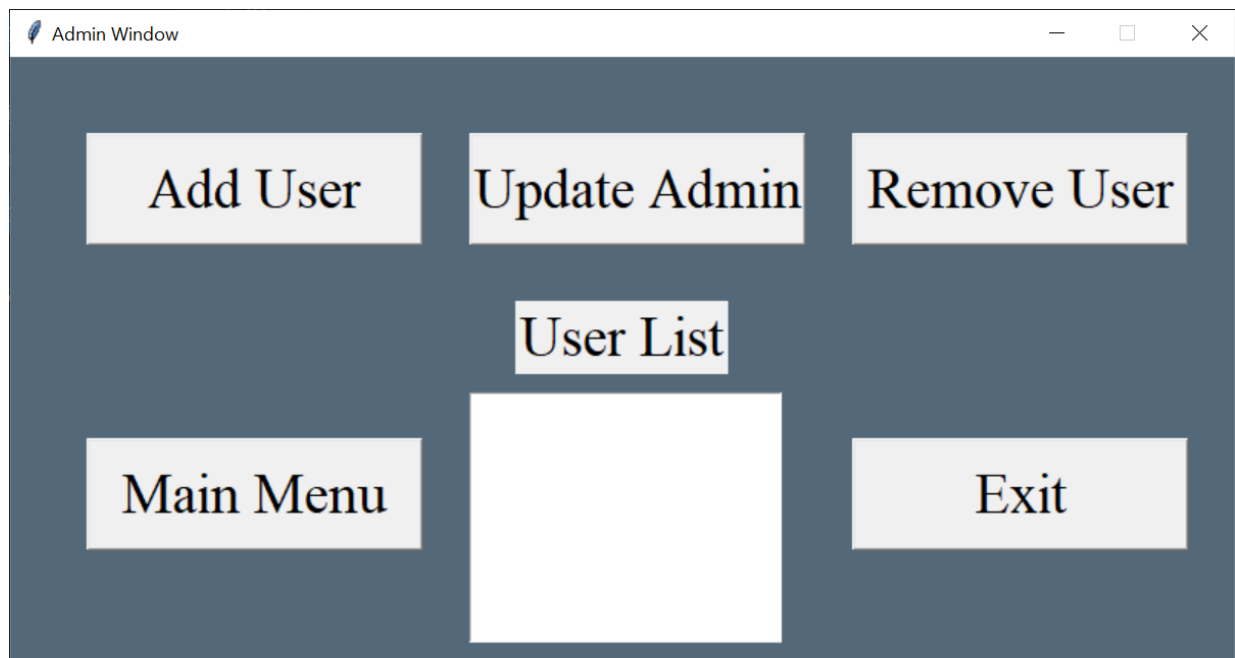 Admin Window
Add User
Update Admin
Remove User
User List
Main Menu
Exit